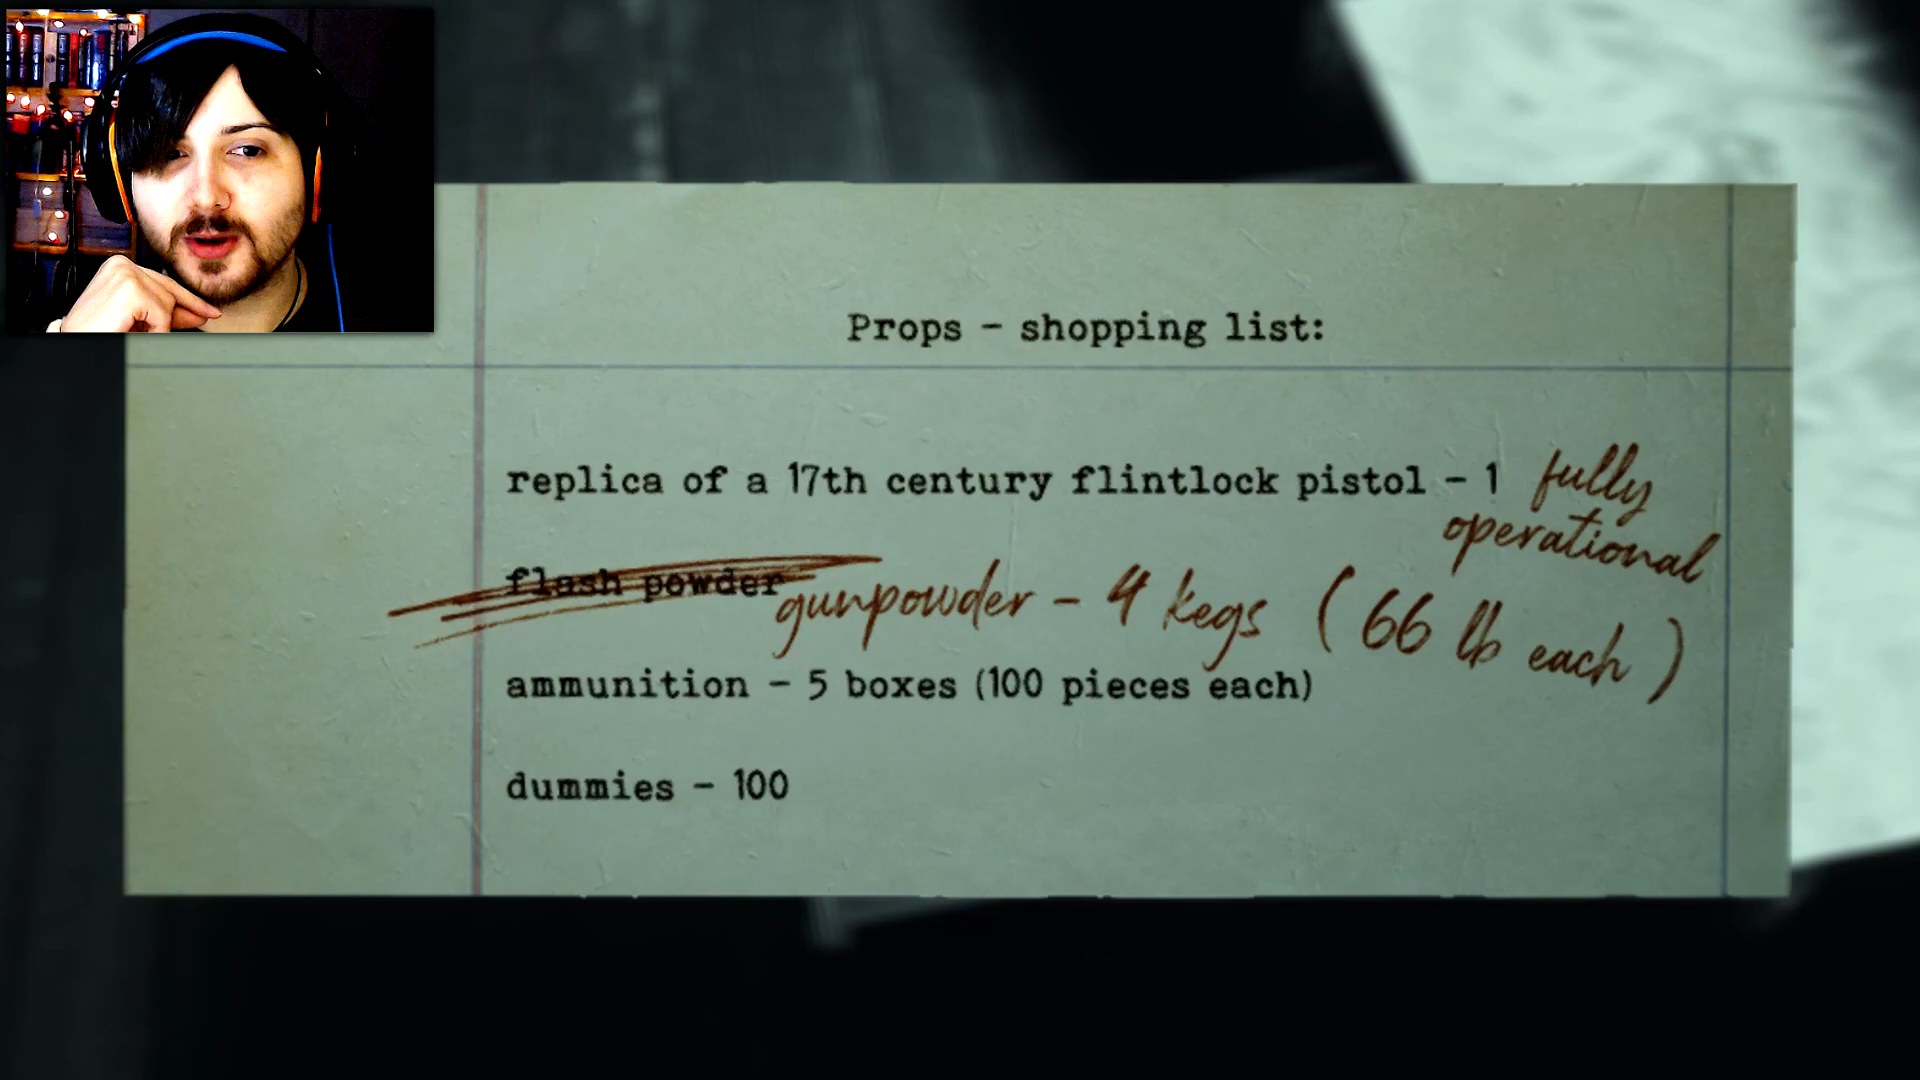 Props - shopping list:
replica of a 17th century flintlock pistol - 1 fully
operational
flash powder gunpowder - 4 kegs (66 lb each)
ammunition - 5 boxes (100 pieces each)
dummies - 100